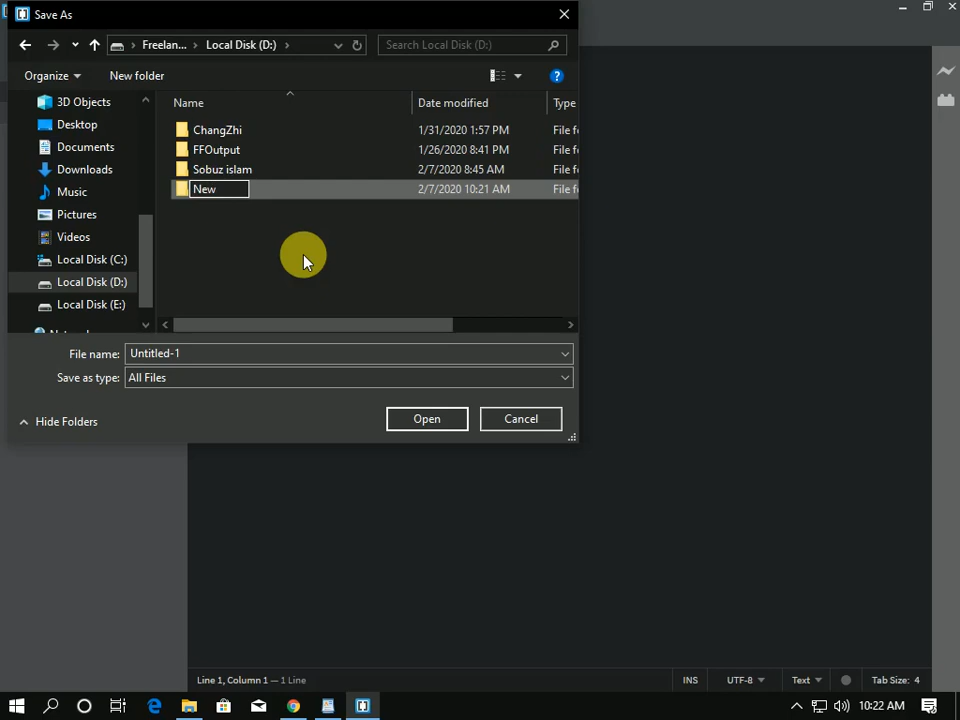 Save As
Freelan... Local Disk (D:)
Search Local Disk (D:)
Organize
New folder
?
Name
Date modified
Type
3D Objects
Desktop
Documents
Downloads
Music
Pictures
Videos
Local Disk (C:)
Local Disk (D:)
Local Disk (E:)
ChangZhi 1/31/2020 1:57 PM File f
FFOutput 1/26/2020 8:41 PM File f
Sobuz islam 2/7/2020 8:45 AM File f
New 2/7/2020 10:21 AM File f
File name: Untitled-1
Save as type: All Files
Hide Folders
Open
Cancel
Line 1, Column 1 — 1 Line
INS
UTF-8
Text
Tab Size: 4
10:22 AM